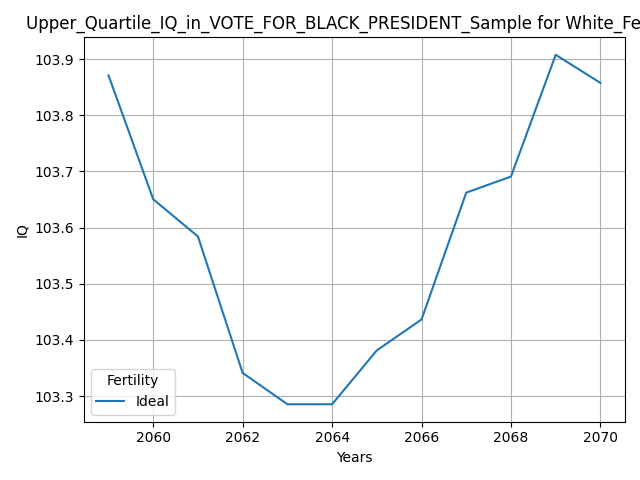 Upper_Quartile_IQ_in_VOTE_FOR_BLACK_PRESIDENT_Sample for White_Fe
103.9
103.8
103.7
103.6
103.5
103.4
103.3
IQ
Fertility
Ideal
2060 2062 2064 2066 2068 2070
Years